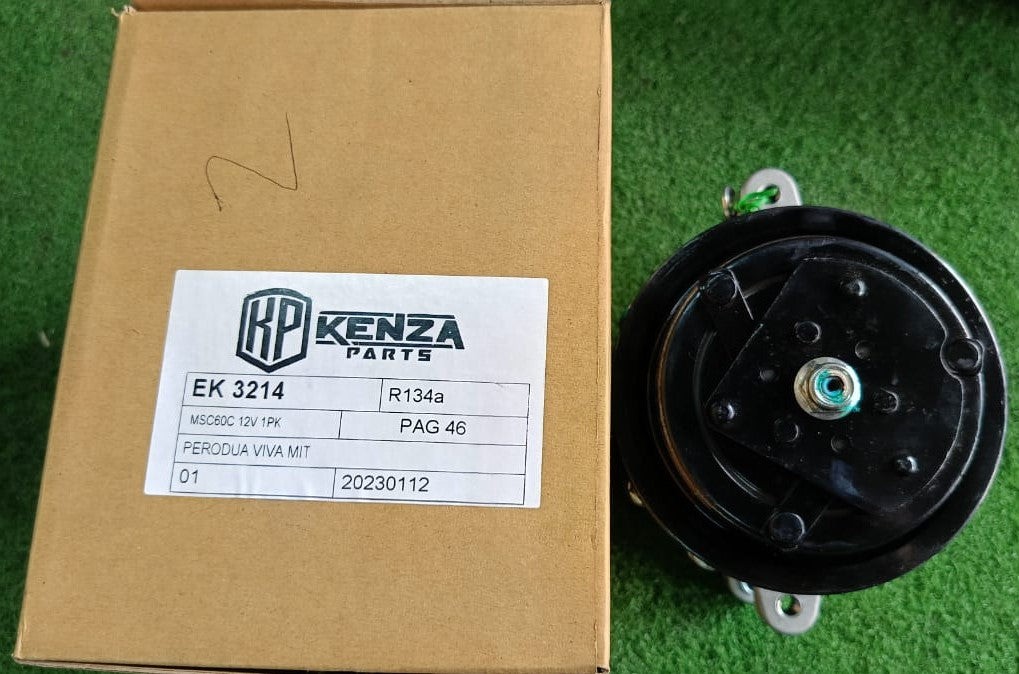 KP KENZA
PARTS
EK 3214 R134a
MSC60C 12V 1PK PAG 46
PERODUA VIVA MIT
01 20230112